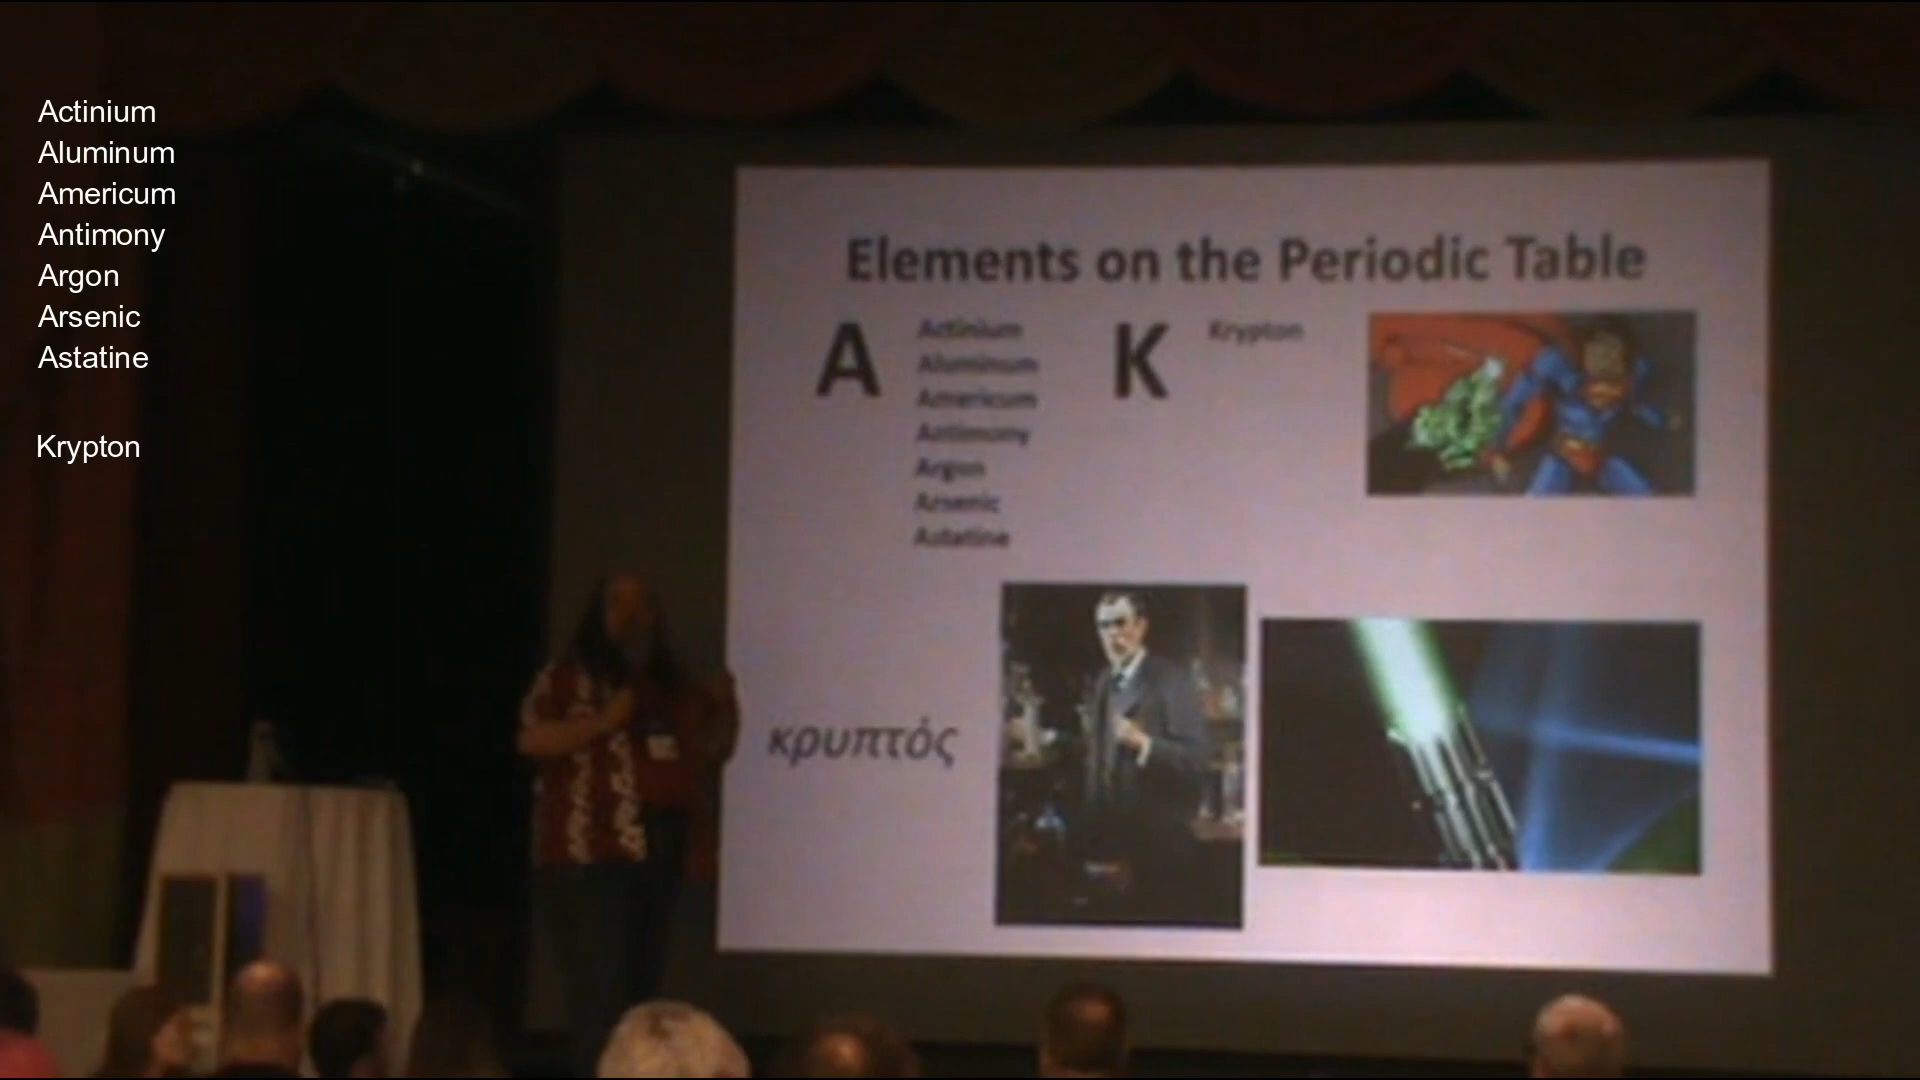 Actinium
Aluminum
Americum
Antimony
Argon
Arsenic
Astatine
Krypton
Elements on the Periodic Table
A
Actinium
Aluminum
Americum
Antimony
Argon
Arsenic
Astatine
K
Krypton
κρυπτός